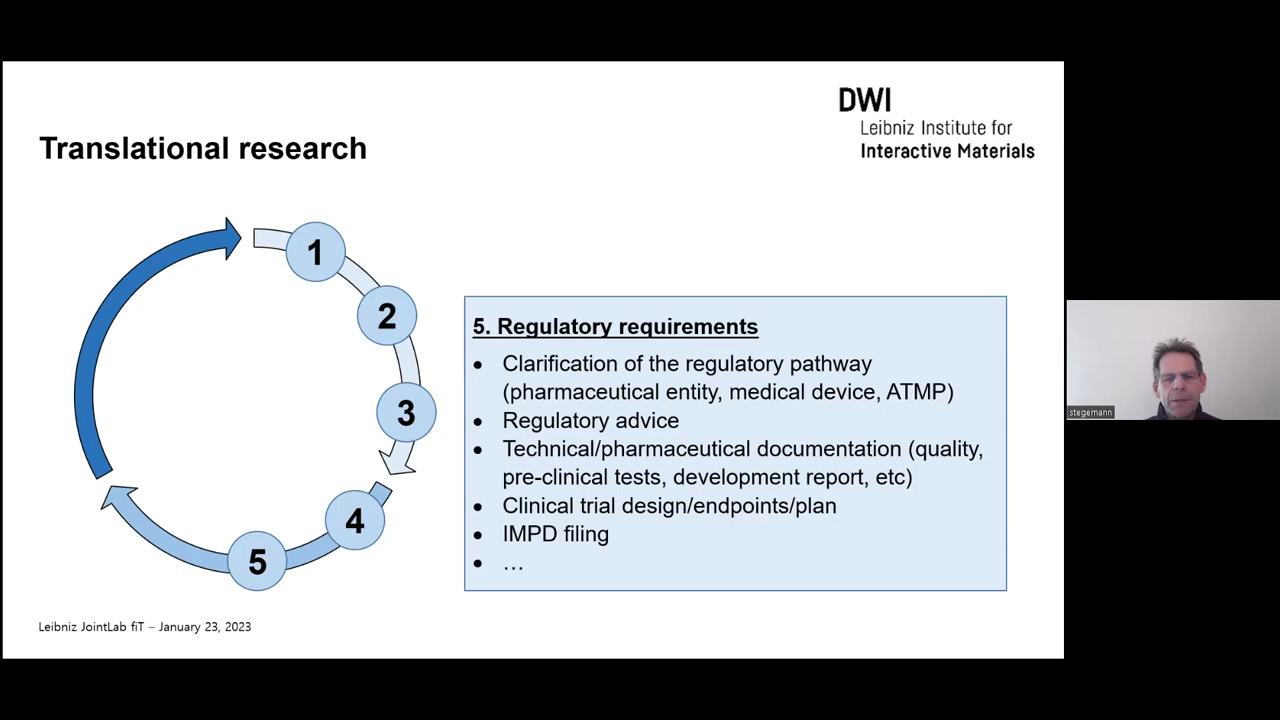 DWI
Leibniz Institute for
Interactive Materials
Translational research
1
2
3
4
5
5. Regulatory requirements
• Clarification of the regulatory pathway
(pharmaceutical entity, medical device, ATMP)
• Regulatory advice
• Technical/pharmaceutical documentation (quality,
pre-clinical tests, development report, etc)
• Clinical trial design/endpoints/plan
• IMPD filing
• …
Leibniz JointLab fiT – January 23, 2023
stegemann